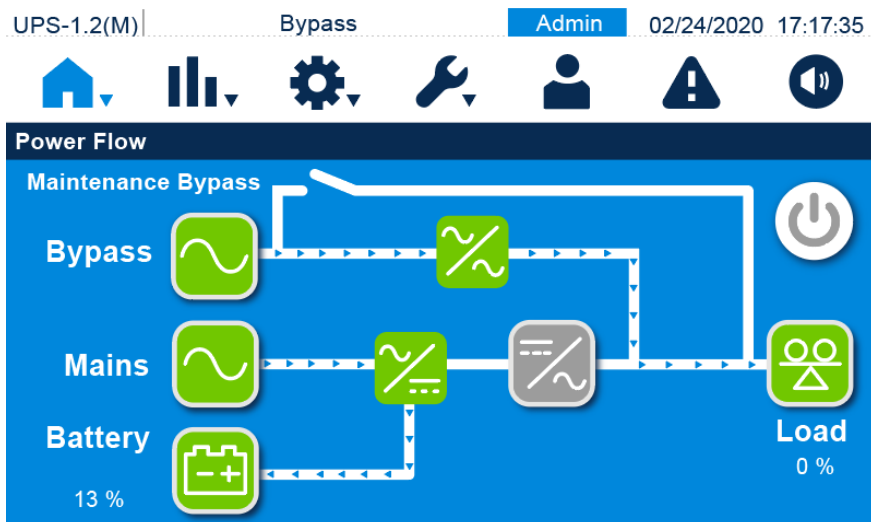 UPS-1.2(M) Bypass Admin 02/24/2020 17:17:35
Power Flow
Maintenance Bypass
Bypass
Mains
Battery
13 %
Load
0 %